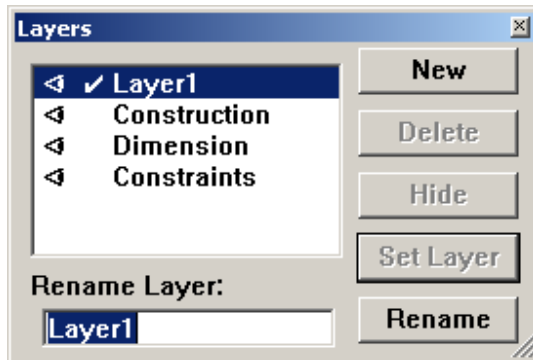 Layers
✓ Layer1
Construction
Dimension
Constraints
New
Delete
Hide
Set Layer
Rename
Rename Layer:
Layer1